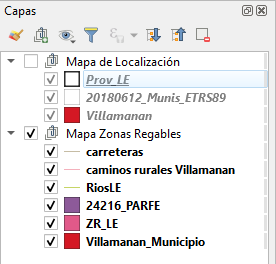 Capas
Mapa de Localización
Prov_LE
20180612_Munis_ETRS89
Villamanan
Mapa Zonas Regables
carreteras
caminos rurales Villamanan
RiosLE
24216_PARFE
ZR_LE
Villamanan_Municipio